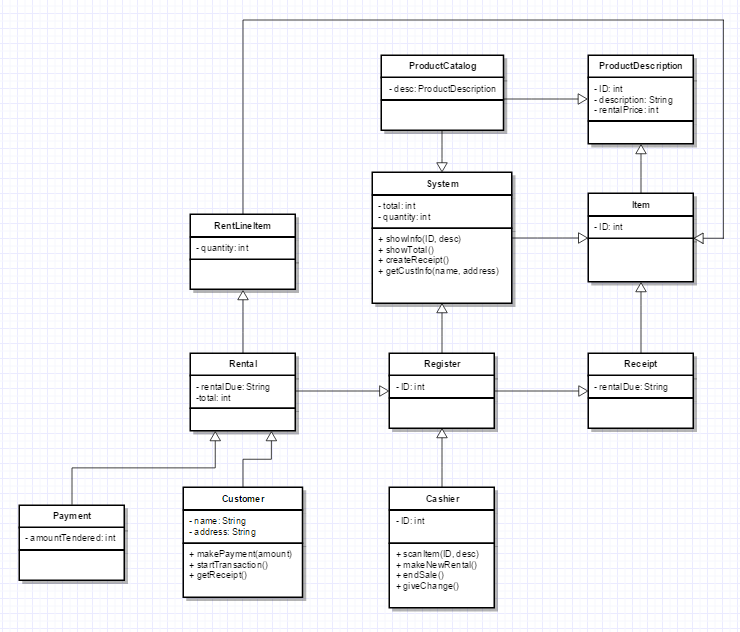 ProductCatalog
- desc: ProductDescription
ProductDescription
- ID: int
- description: String
- rentalPrice: int
System
- total: int
- quantity: int
+ showInfo(ID, desc)
+ showTotal()
+ createReceipt()
+ getCustInfo(name, address)
Item
- ID: int
RentLineItem
- quantity: int
Rental
- rentalDue: String
-total: int
Register
- ID: int
Receipt
- rentalDue: String
Payment
- amountTendered: int
Customer
- name: String
- address: String
+ makePayment(amount)
+ startTransaction()
+ getReceipt()
Cashier
- ID: int
+ scanItem(ID, desc)
+ makeNewRental()
+ endSale()
+ giveChange()